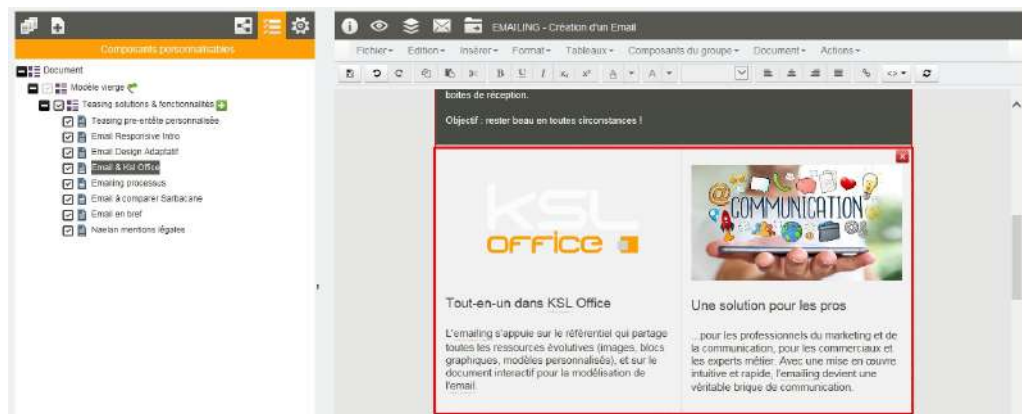 EMAILING - Création d'un Email
Composants personnalisables
Fichier Edition Insérer Format Tableaux Composants du groupe Document Actions
B U I x₂ x² A A
Document
Modèle vierge
Teasing solutions & fonctionnalités
Teasing pre-entête personnalisée
Email Responsive Intro
Email Design Adaptatif
Email & Ksl Office
Emailing processus
Email à comparer Sarbacane
Email en bref
Naelan mentions légales
boites de réception.
Objectif : rester beau en toutes circonstances !
KSL
OFFICE
COMMUNICATION
Tout-en-un dans KSL Office
L'emailing s'appuie sur le référentiel qui partage
toutes les ressources évolutives (images, blocs
graphiques, modèles personnalisés), et sur le
document interactif pour la modélisation de
l'email.
Une solution pour les pros
...pour les professionnels du marketing et de
la communication, pour les commerciaux et
les experts métier. Avec une mise en œuvre
intuitive et rapide, l'emailing devient une
véritable brique de communication.